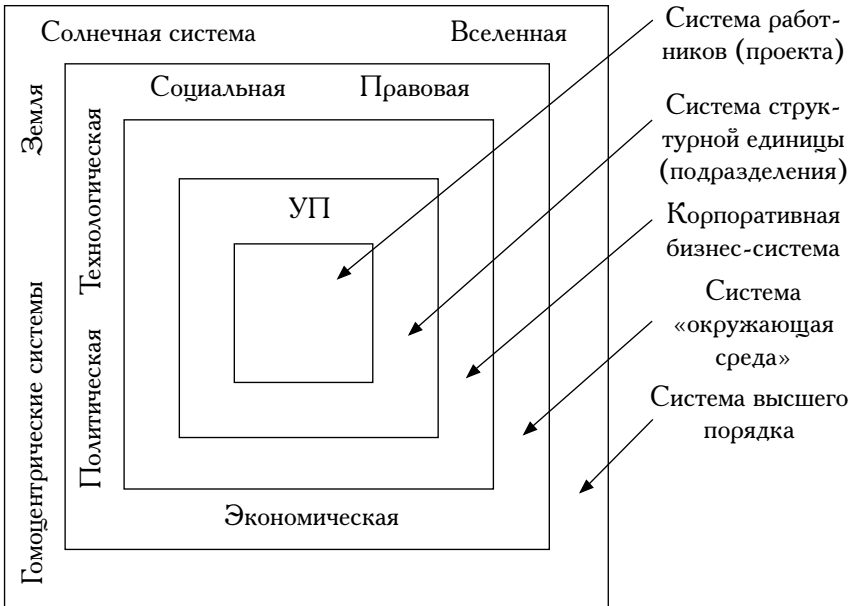 Солнечная система
Вселенная
Земля
Гомоцентрические системы
Социальная
Правовая
Технологическая
Политическая
Экономическая
УП
Система работ-
ников (проекта)
Система струк-
турной единицы
(подразделения)
Корпоративная
бизнес-система
Система
«окружающая
среда»
Система высшего
порядка